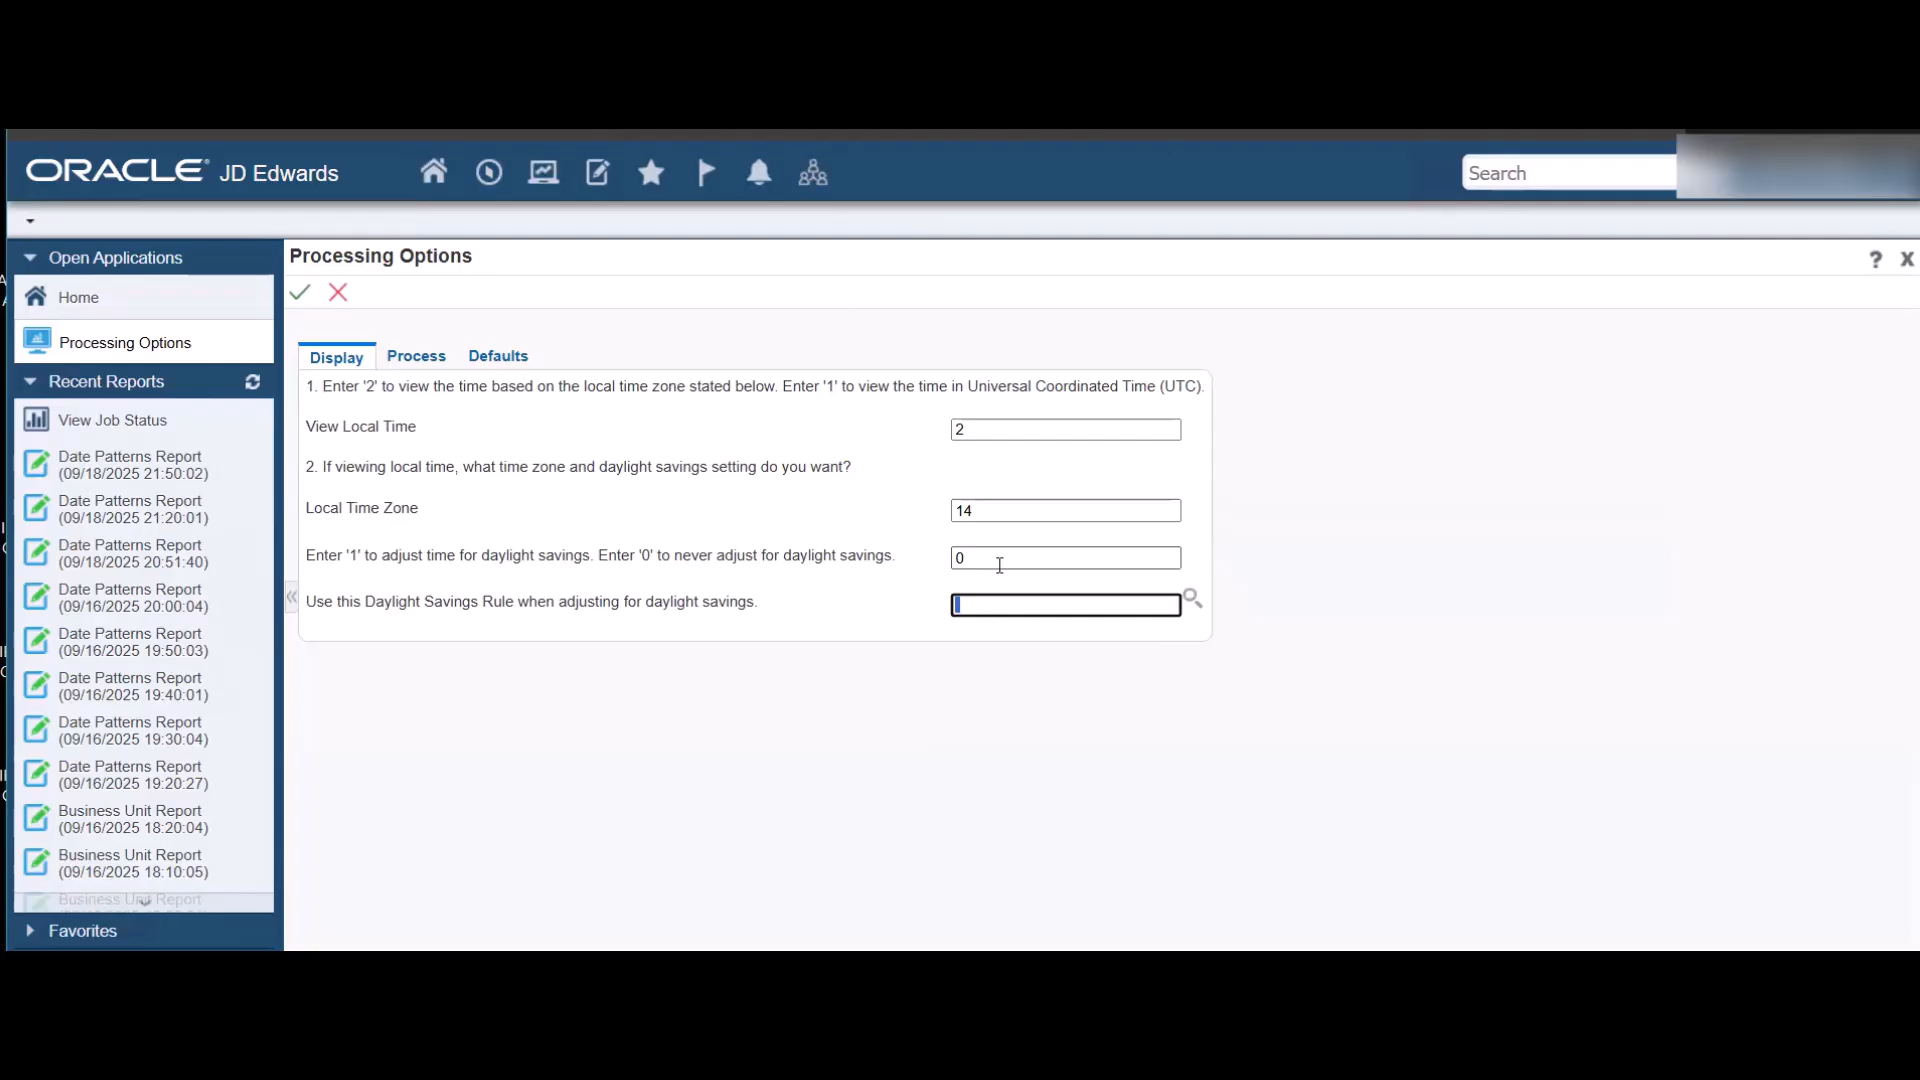 ORACLE JD Edwards
Search
Open Applications
Home
Processing Options
Recent Reports
View Job Status
Date Patterns Report
(09/18/2025 21:50:02)
Date Patterns Report
(09/18/2025 21:20:01)
Date Patterns Report
(09/18/2025 20:51:40)
Date Patterns Report
(09/16/2025 20:00:04)
Date Patterns Report
(09/16/2025 19:50:03)
Date Patterns Report
(09/16/2025 19:40:01)
Date Patterns Report
(09/16/2025 19:30:04)
Date Patterns Report
(09/16/2025 19:20:27)
Business Unit Report
(09/16/2025 18:20:04)
Business Unit Report
(09/16/2025 18:10:05)
Business Unit Report
Favorites
Processing Options
? X
Display Process Defaults
1. Enter '2' to view the time based on the local time zone stated below. Enter '1' to view the time in Universal Coordinated Time (UTC).
View Local Time 2
2. If viewing local time, what time zone and daylight savings setting do you want?
Local Time Zone 14
Enter '1' to adjust time for daylight savings. Enter '0' to never adjust for daylight savings. 0
Use this Daylight Savings Rule when adjusting for daylight savings.